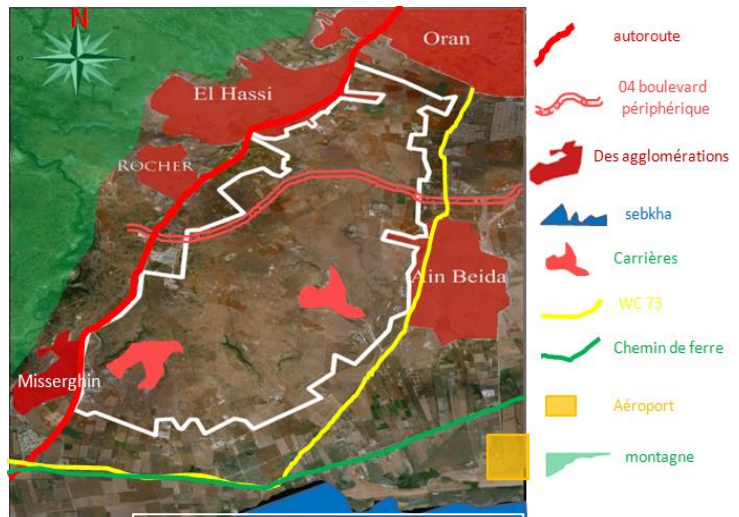 N
Oran
El Hassi
ROCHER
Ain Beida
Misserghin
autoroute
04 boulevard
périphérique
Des agglomérations
sebkha
Carrières
WC 73
Chemin de ferre
Aéroport
montagne